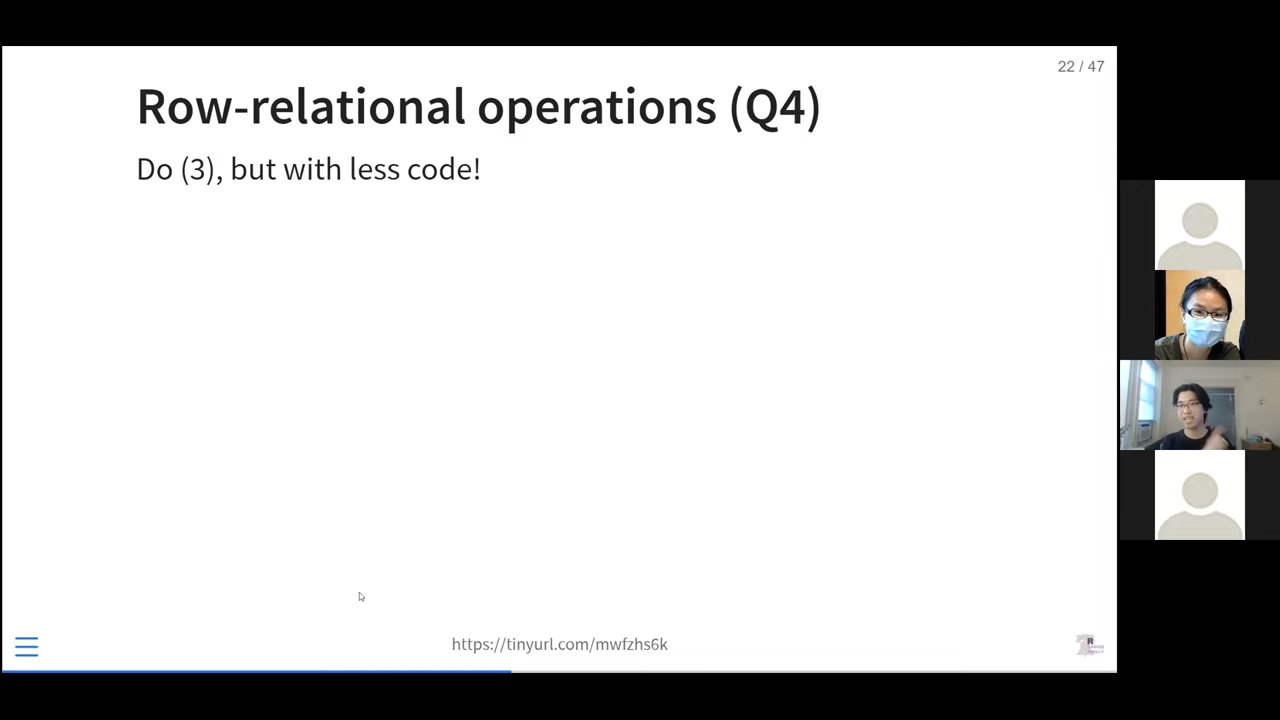 22 / 47
Row-relational operations (Q4)
Do (3), but with less code!
https://tinyurl.com/mwfzhs6k
R